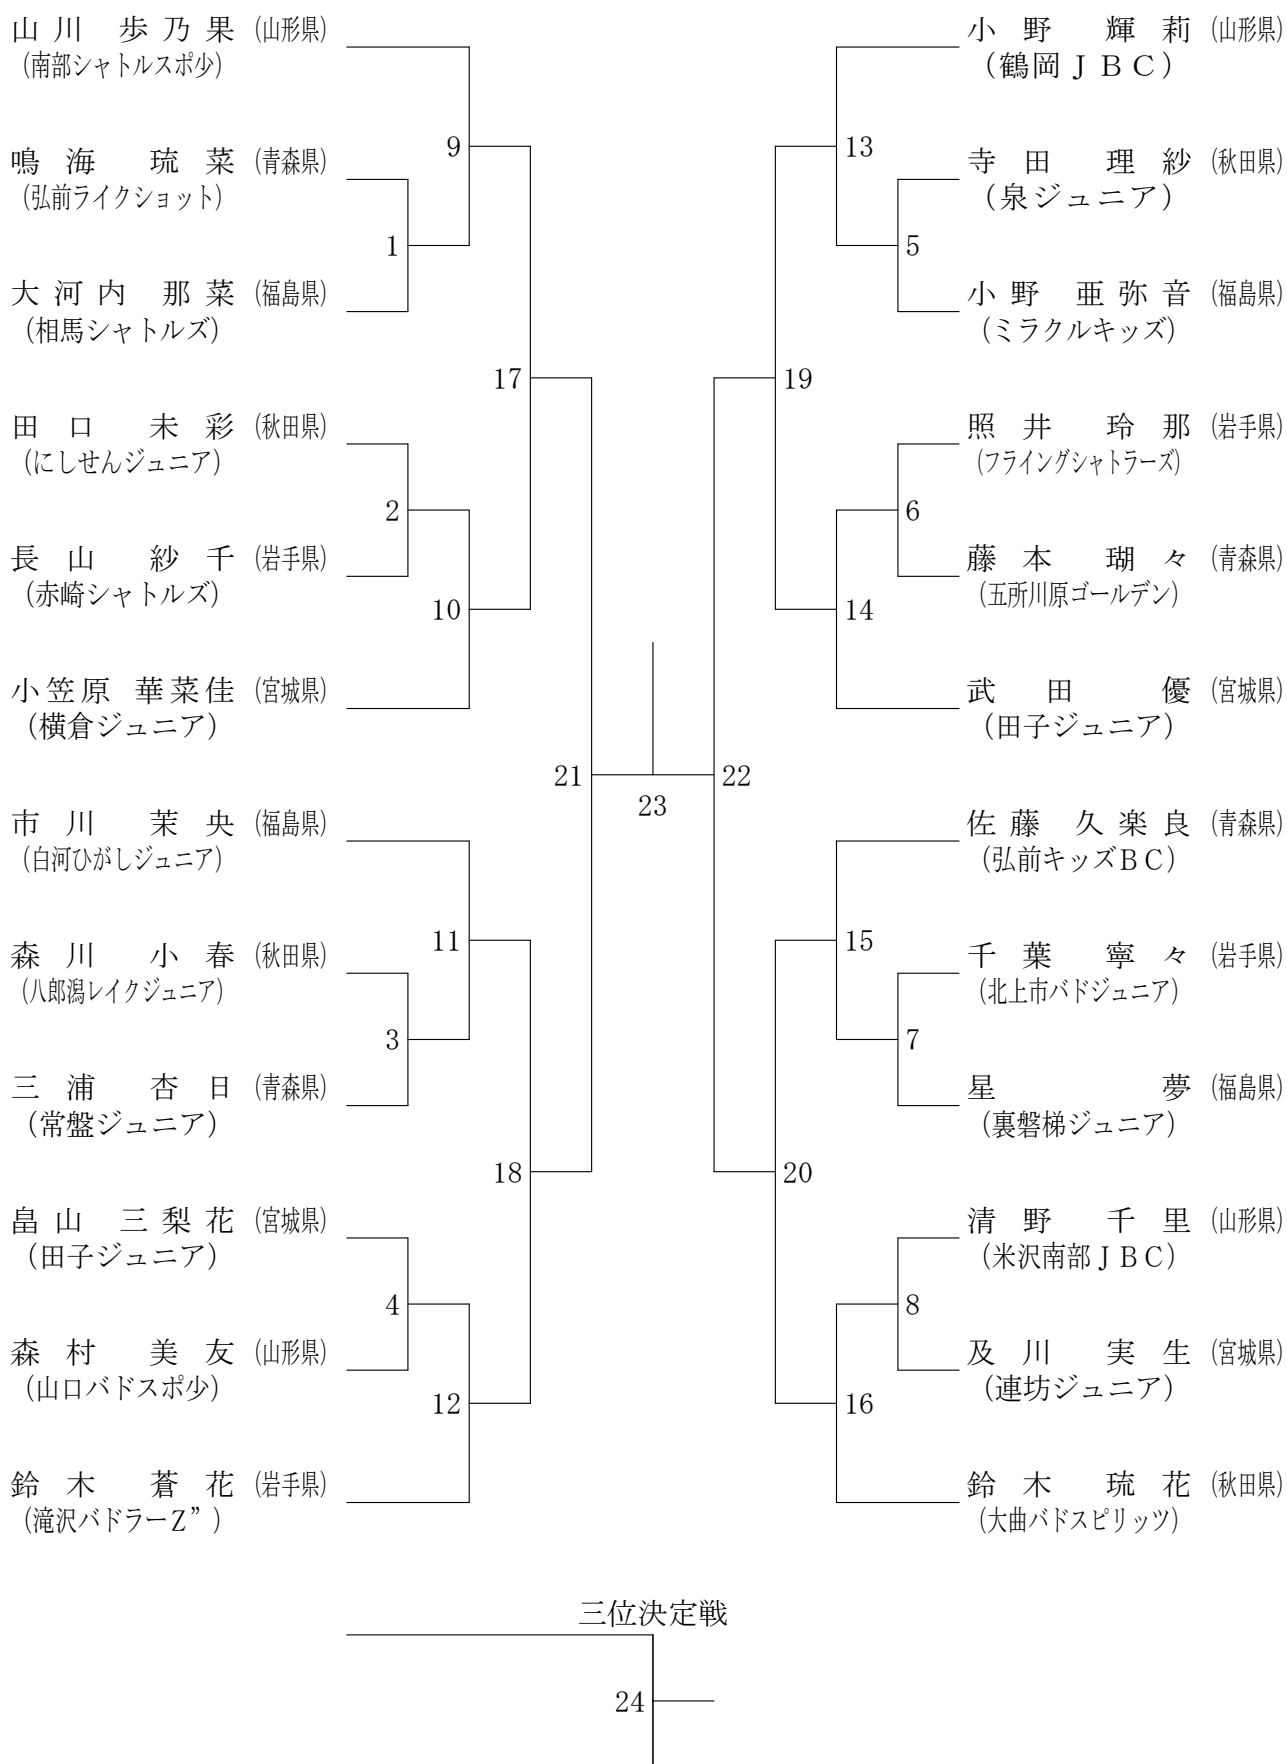 山川 歩乃果 (山形県)
(南部シャトルスポ少)
9
鳴海 琉菜 (青森県)
(弘前ライクショット)
1
大河内 那菜 (福島県)
(相馬シャトルズ)
17
田口 未彩 (秋田県)
(にしせんジュニア)
2
長山 紗千 (岩手県)
(赤崎シャトルズ)
10
小笠原 華菜佳 (宮城県)
(横倉ジュニア)
21
市川 茉央 (福島県)
(白河ひがしジュニア)
11
森川 小春 (秋田県)
(八郎潟レイクジュニア)
3
三浦 杏日 (青森県)
(常盤ジュニア)
18
畠山 三梨花 (宮城県)
(田子ジュニア)
4
森村 美友 (山形県)
(山口バドスポ少)
12
鈴木 蒼花 (岩手県)
(滝沢バドラーZ”)
23
小野 輝莉 (山形県)
(鶴岡ＪＢＣ)
13
寺田 理紗 (秋田県)
(泉ジュニア)
5
小野 亜弥音 (福島県)
(ミラクルキッズ)
19
照井 玲那 (岩手県)
(フライングシャトラーズ)
6
藤本 瑚々 (青森県)
(五所川原ゴールデン)
14
武田 優 (宮城県)
(田子ジュニア)
22
佐藤 久楽良 (青森県)
(弘前キッズＢＣ)
15
千葉 寧々 (岩手県)
(北上市バドジュニア)
7
星 夢 (福島県)
(裏磐梯ジュニア)
20
清野 千里 (山形県)
(米沢南部ＪＢＣ)
8
及川 実生 (宮城県)
(連坊ジュニア)
16
鈴木 琉花 (秋田県)
(大曲バドスピリッツ)
三位決定戦
24